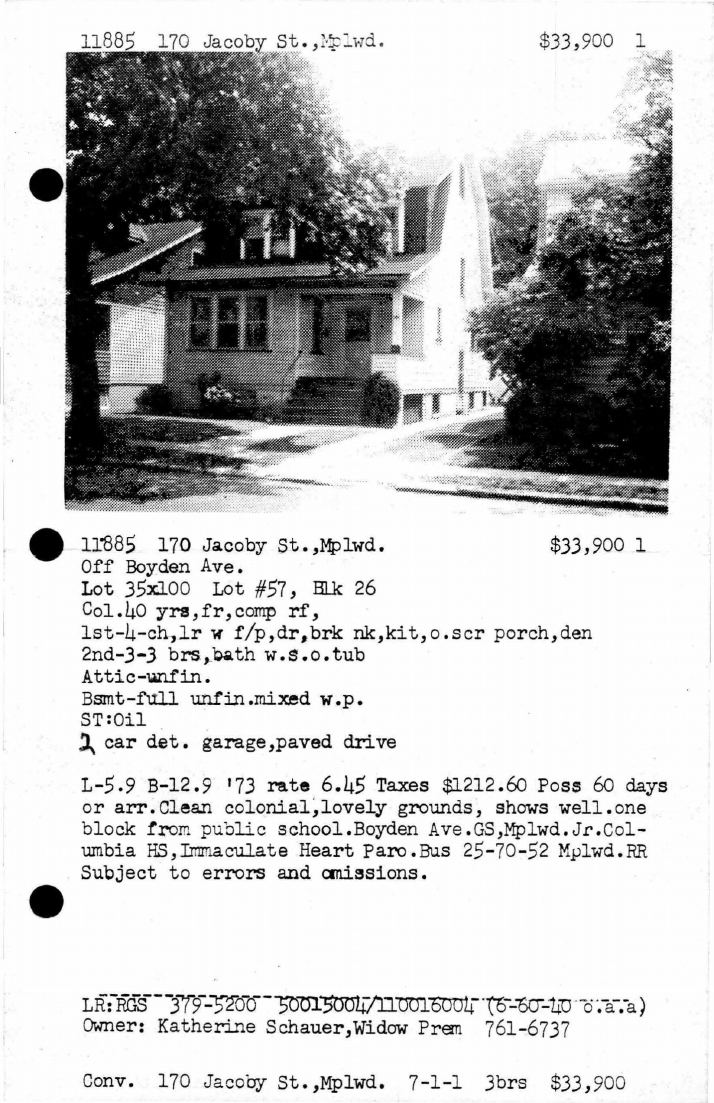 11885 170 Jacoby St.,Mplwd. $33,900 1
11885 170 Jacoby St.,Mplwd. $33,900 1
Off Boyden Ave.
Lot 35x100 Lot #57, Blk 26
Col.40 yrs,fr,comp rf,
1st-4-ch,lr w f/p,dr,brk nk,kit,o.scr porch,den
2nd-3-3 brs,bath w.s.o.tub
Attic-unfin.
Bsmt-full unfin.mixed w.p.
ST:Oil
car det. garage,paved drive
L-5.9 B-12.9 '73 rate 6.45 Taxes $1212.60 Poss 60 days
or arr.Clean colonial,lovely grounds, shows well.one
block from public school.Boyden Ave.GS,Mplwd.Jr.Col-
umbia HS,Immaculate Heart Paro.Bus 25-70-52 Mplwd.RR
Subject to errors and omissions.
LR:RGS 379-5200 50015004/110016004 (6-60-40 o.a.a)
Owner: Katherine Schauer,Widow Prem 761-6737
Conv. 170 Jacoby St.,Mplwd. 7-1-1 3brs $33,900